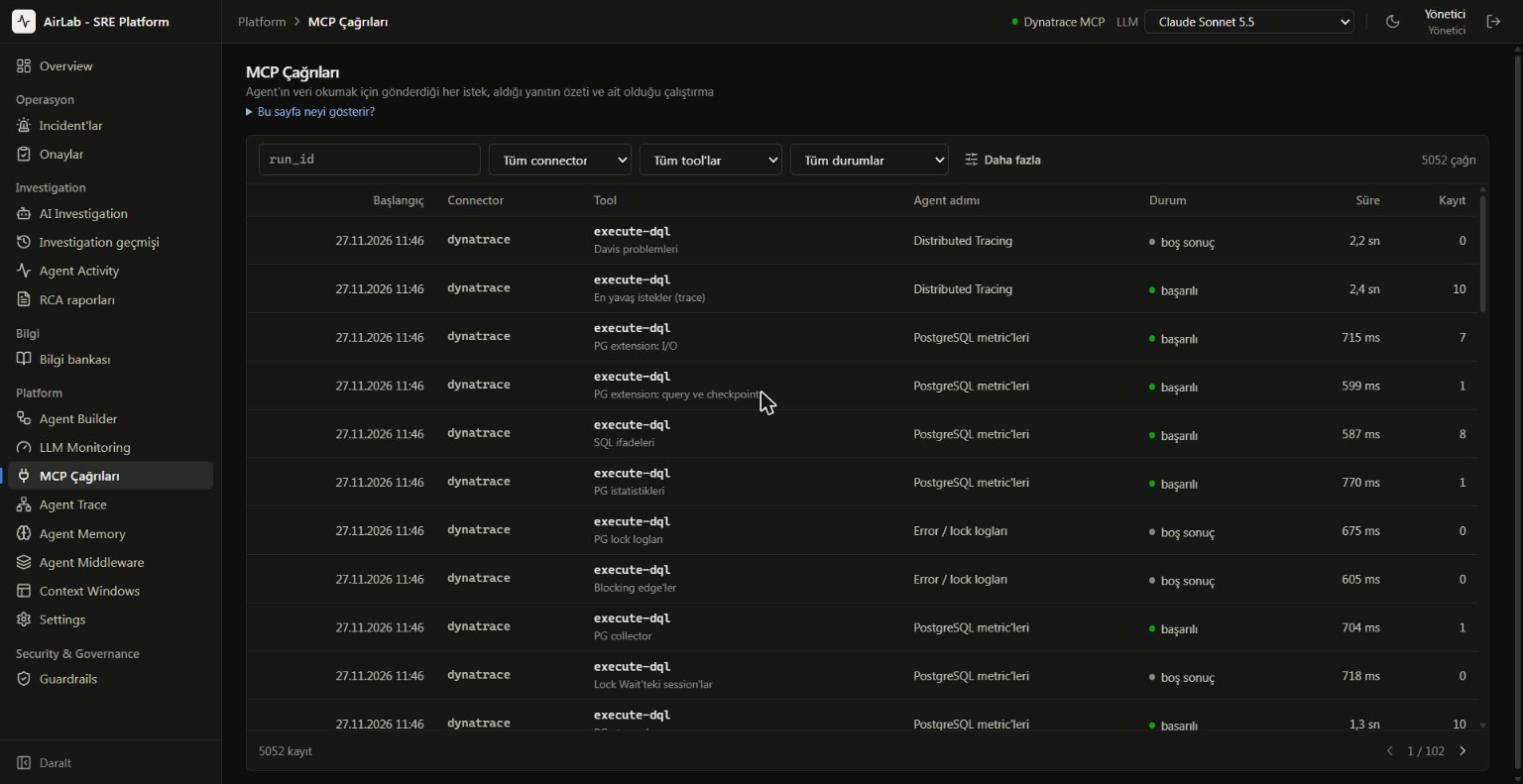 AirLab - SRE Platform
Platform > MCP Çağrıları
Dynatrace MCP LLM Claude Sonnet 5.5
Yönetici
Yönetici
Overview
Operasyon
Incident'lar
Onaylar
Investigation
AI Investigation
Investigation geçmişi
Agent Activity
RCA raporları
Bilgi
Bilgi bankası
Platform
Agent Builder
LLM Monitoring
MCP Çağrıları
Agent Trace
Agent Memory
Agent Middleware
Context Windows
Settings
Security & Governance
Guardrails
Daralt
MCP Çağrıları
Agent'ın veri okumak için gönderdiği her istek, aldığı yanıtın özeti ve ait olduğu çalıştırma
Bu sayfa neyi gösterir?
run_id Tüm connector Tüm tool'lar Tüm durumlar Daha fazla 5052 çağrı
Başlangıç Connector Tool Agent adımı Durum Süre Kayıt
27.11.2026 11:46 dynatrace execute-dql Distributed Tracing boş sonuç 2,2 sn 0
Davis problemleri
27.11.2026 11:46 dynatrace execute-dql Distributed Tracing başarılı 2,4 sn 10
En yavaş istekler (trace)
27.11.2026 11:46 dynatrace execute-dql PostgreSQL metric'leri başarılı 715 ms 7
PG extension: I/O
27.11.2026 11:46 dynatrace execute-dql PostgreSQL metric'leri başarılı 599 ms 1
PG extension: query ve checkpoint
27.11.2026 11:46 dynatrace execute-dql PostgreSQL metric'leri başarılı 587 ms 8
SQL ifadeleri
27.11.2026 11:46 dynatrace execute-dql PostgreSQL metric'leri başarılı 770 ms 1
PG istatistikleri
27.11.2026 11:46 dynatrace execute-dql Error / lock logları boş sonuç 675 ms 0
PG lock logları
27.11.2026 11:46 dynatrace execute-dql Error / lock logları boş sonuç 605 ms 0
Blocking edge'ler
27.11.2026 11:46 dynatrace execute-dql PostgreSQL metric'leri başarılı 704 ms 1
PG collector
27.11.2026 11:46 dynatrace execute-dql PostgreSQL metric'leri boş sonuç 718 ms 0
Lock Wait'teki session'lar
27.11.2026 11:46 dynatrace execute-dql PostgreSQL metric'leri başarılı 1,3 sn 10
5052 kayıt 1 / 102